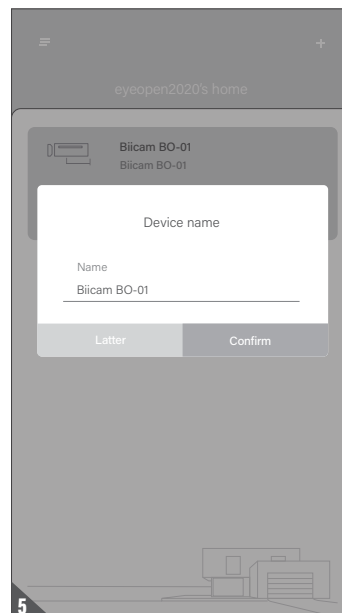 eyeopen2020's home
Biicam BO-01
Biicam BO-01
Device name
Name
Biicam BO-01
Latter
Confirm
5